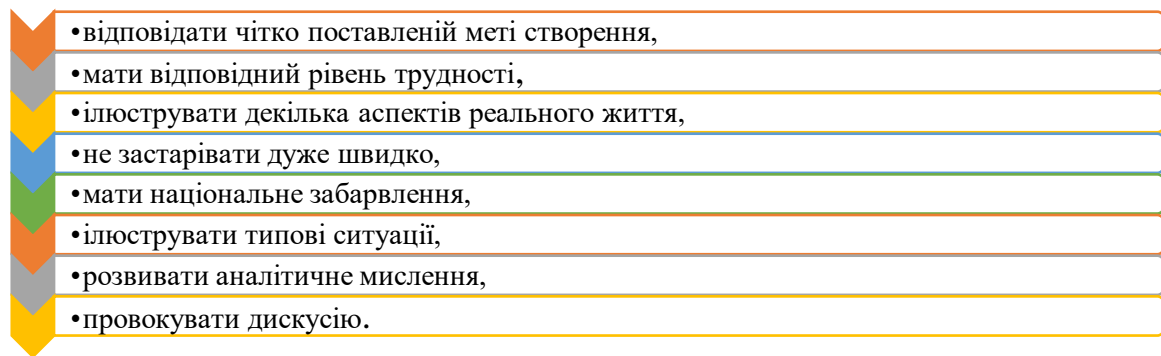 •відповідати чітко поставленій меті створення,
•мати відповідний рівень трудності,
•ілюструвати декілька аспектів реального життя,
•не застарівати дуже швидко,
•мати національне забарвлення,
•ілюструвати типові ситуації,
•розвивати аналітичне мислення,
•провокувати дискусію.